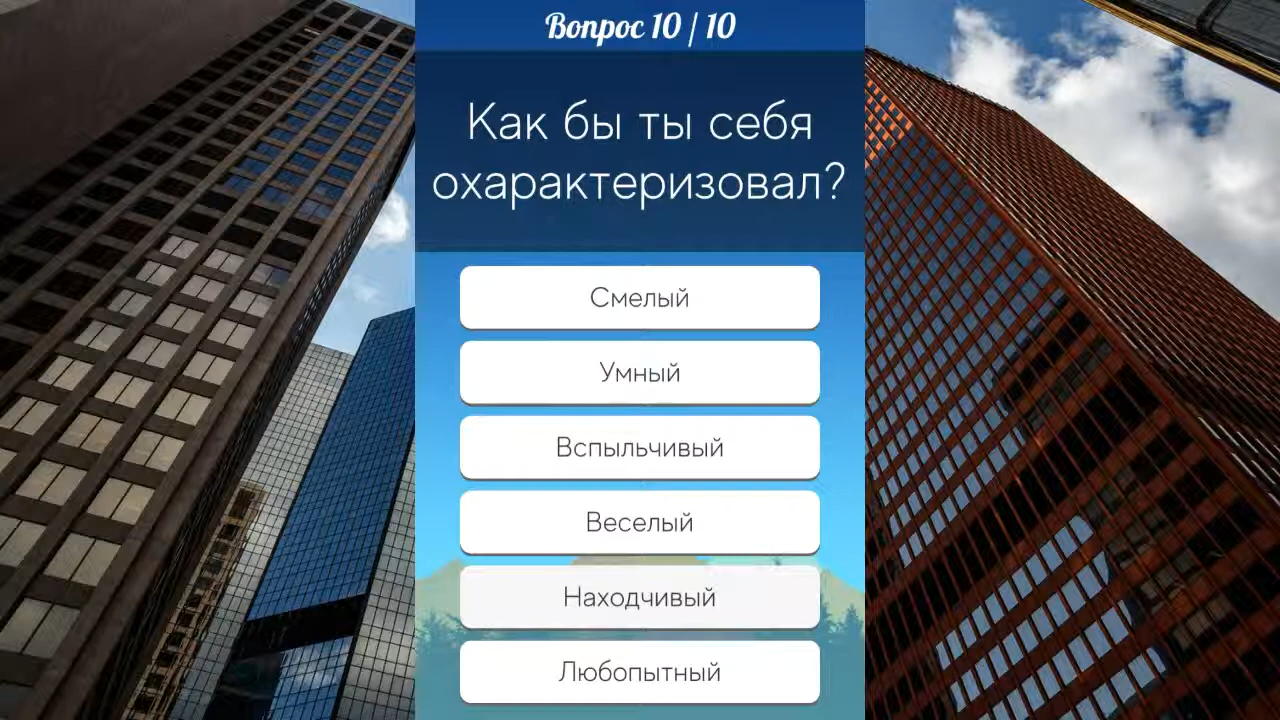 Вопрос 10 / 10
Как бы ты себя
охарактеризовал?
Смелый
Умный
Вспыльчивый
Веселый
Находчивый
Любопытный